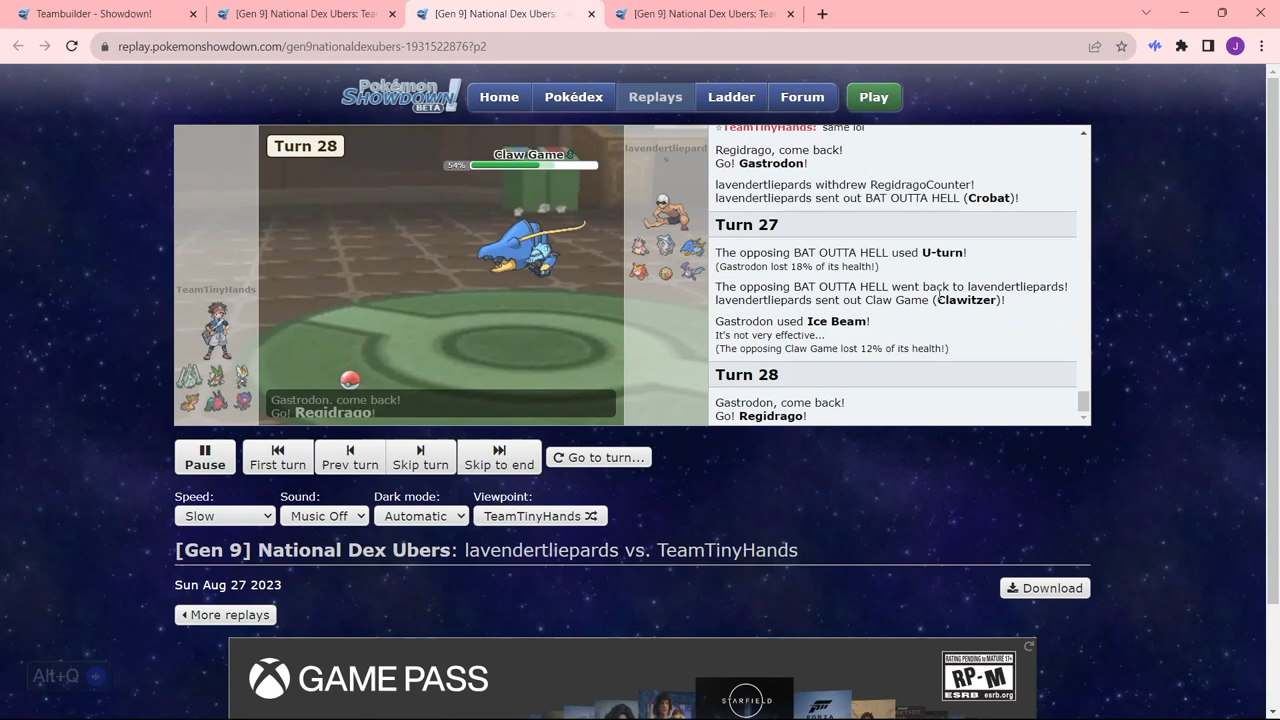 Teambuilder - Showdown!
[Gen 9] National Dex Ubers: Tea
[Gen 9] National Dex Ubers:
[Gen 9] National Dex Ubers: Tea
replay.pokemonshowdown.com/gen9nationaldexubers-1931522876?p2
J
Pokémon
SHOWDOWN!
BETA
Home
Pokédex
Replays
Ladder
Forum
Play
Turn 28
Claw Game
54%
lavendertliepard
s
TeamTinyHands
Gastrodon, come back!
Go! Regidrago!
☆TeamTinyHands: same lol
Regidrago, come back!
Go! Gastrodon!
lavendertliepards withdrew RegidragoCounter!
lavendertliepards sent out BAT OUTTA HELL (Crobat)!
Turn 27
The opposing BAT OUTTA HELL used U-turn!
(Gastrodon lost 18% of its health!)
The opposing BAT OUTTA HELL went back to lavendertliepards!
lavendertliepards sent out Claw Game (Clawitzer)!
Gastrodon used Ice Beam!
It's not very effective...
(The opposing Claw Game lost 12% of its health!)
Turn 28
Gastrodon, come back!
Go! Regidrago!
Pause
First turn
Prev turn
Skip turn
Skip to end
Go to turn...
Speed:
Sound:
Dark mode:
Viewpoint:
Slow
Music Off
Automatic
TeamTinyHands
[Gen 9] National Dex Ubers: lavendertliepards vs. TeamTinyHands
Sun Aug 27 2023
Download
More replays
Alt+Q
XBOX GAME PASS
STARFIELD
RATING PENDING to MATURE 17+
RP-M
ESRB esrb.org